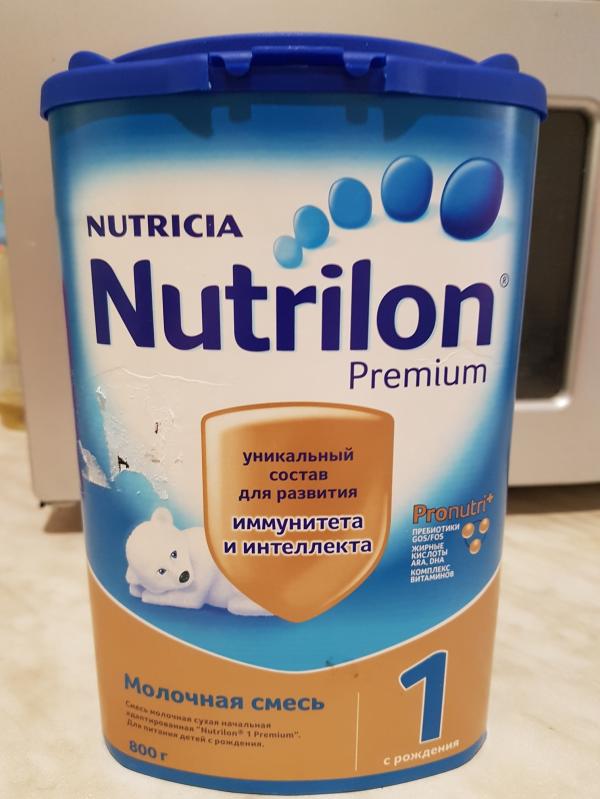 NUTRICIA
Nutrilon®
Premium
уникальный
состав
для развития
иммунитета
и интеллекта
Pronutri+
ПРЕБИОТИКИ
GOS/FOS
ЖИРНЫЕ
КИСЛОТЫ
ARA, DHA
КОМПЛЕКС
ВИТАМИНОВ
Молочная смесь
Смесь молочная сухая начальная
адаптированная "Nutrilon® 1 Premium".
Для питания детей с рождения.
800 г
1
с рождения